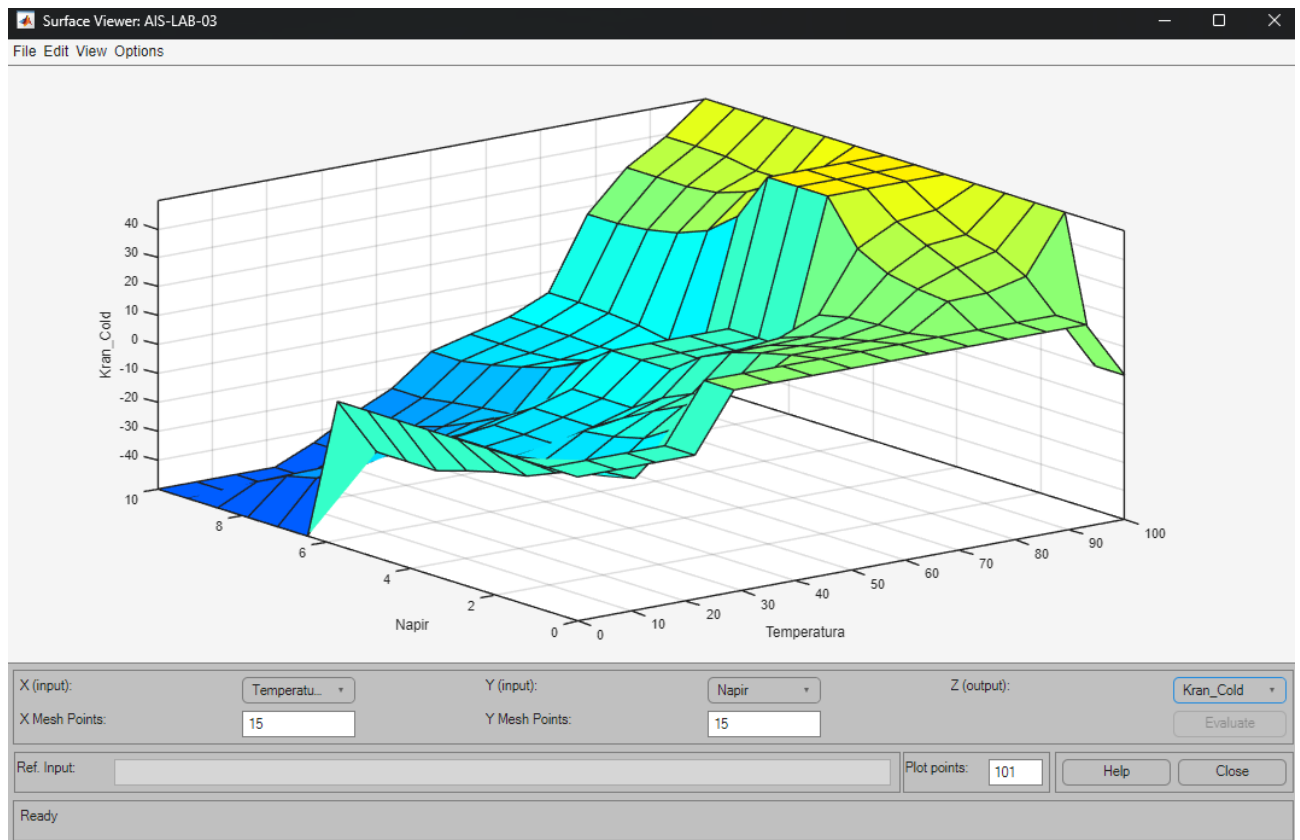 Surface Viewer: AIS-LAB-03
File Edit View Options
40
30
20
10
0
-10
-20
-30
-40
Kran_Cold
10
8
6
4
2
0
Napir
0
10
20
30
40
50
60
70
80
90
100
Temperatura
X (input): Temperatu... Y (input): Napir Z (output): Kran_Cold
X Mesh Points: 15 Y Mesh Points: 15 Evaluate
Ref. Input: Plot points: 101 Help Close
Ready